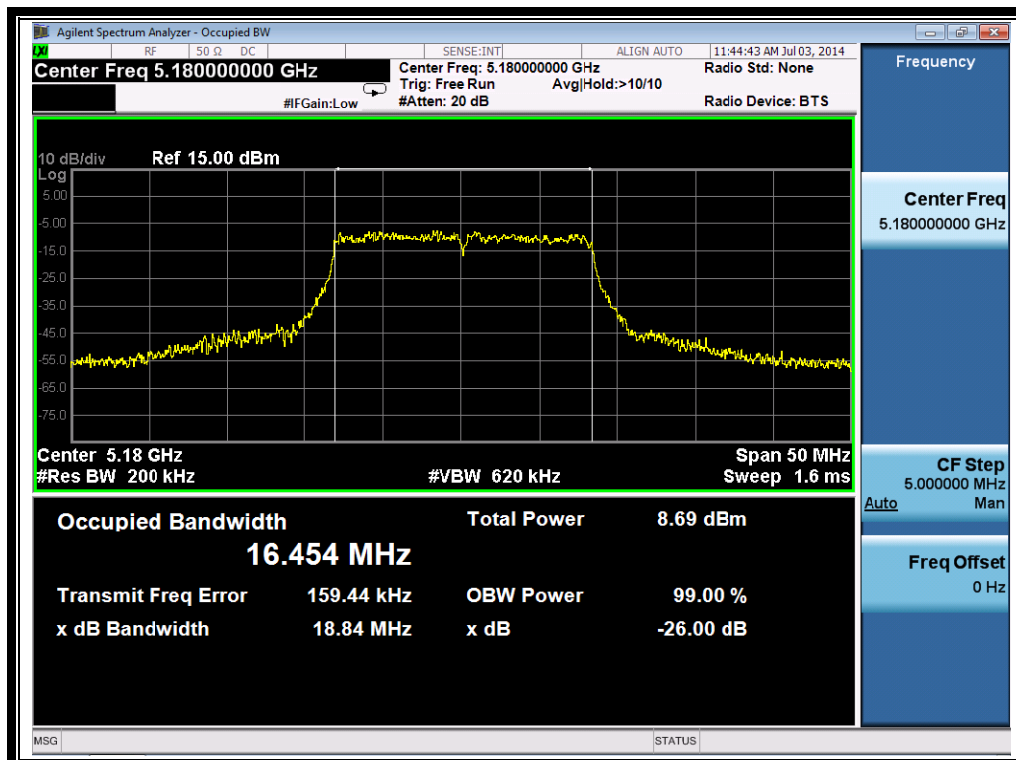 Agilent Spectrum Analyzer - Occupied BW
LXI RF 50 Ω DC SENSE:INT ALIGN AUTO 11:44:43 AM Jul 03, 2014
Center Freq 5.180000000 GHz
Center Freq: 5.180000000 GHz
Radio Std: None
Trig: Free Run Avg|Hold:>10/10
#IFGain:Low
#Atten: 20 dB
Radio Device: BTS
10 dB/div Ref 15.00 dBm
Log
5.00
-5.00
-15.0
-25.0
-35.0
-45.0
-55.0
-65.0
-75.0
Center 5.18 GHz
Span 50 MHz
#Res BW 200 kHz
#VBW 620 kHz
Sweep 1.6 ms
Occupied Bandwidth
Total Power 8.69 dBm
16.454 MHz
Transmit Freq Error 159.44 kHz
OBW Power 99.00 %
x dB Bandwidth 18.84 MHz
x dB -26.00 dB
Frequency
Center Freq
5.180000000 GHz
CF Step
5.000000 MHz
Auto Man
Freq Offset
0 Hz
MSG
STATUS